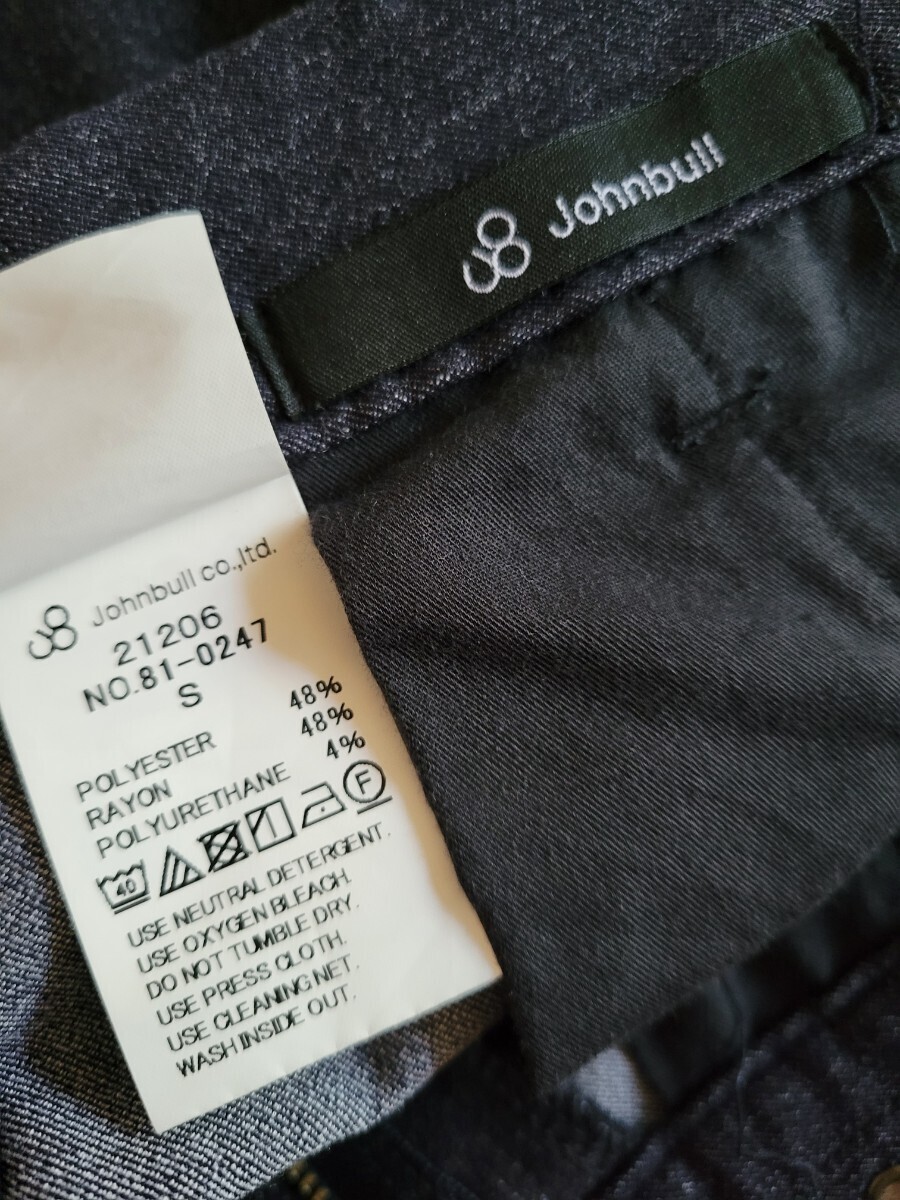 Johnbull
Johnbull co.,ltd.
21206
NO.81-0247
S
POLYESTER 48%
RAYON 48%
POLYURETHANE 4%
40 F
USE NEUTRAL DETERGENT.
USE OXYGEN BLEACH.
DO NOT TUMBLE DRY.
USE PRESS CLOTH.
USE CLEANING NET.
WASH INSIDE OUT.